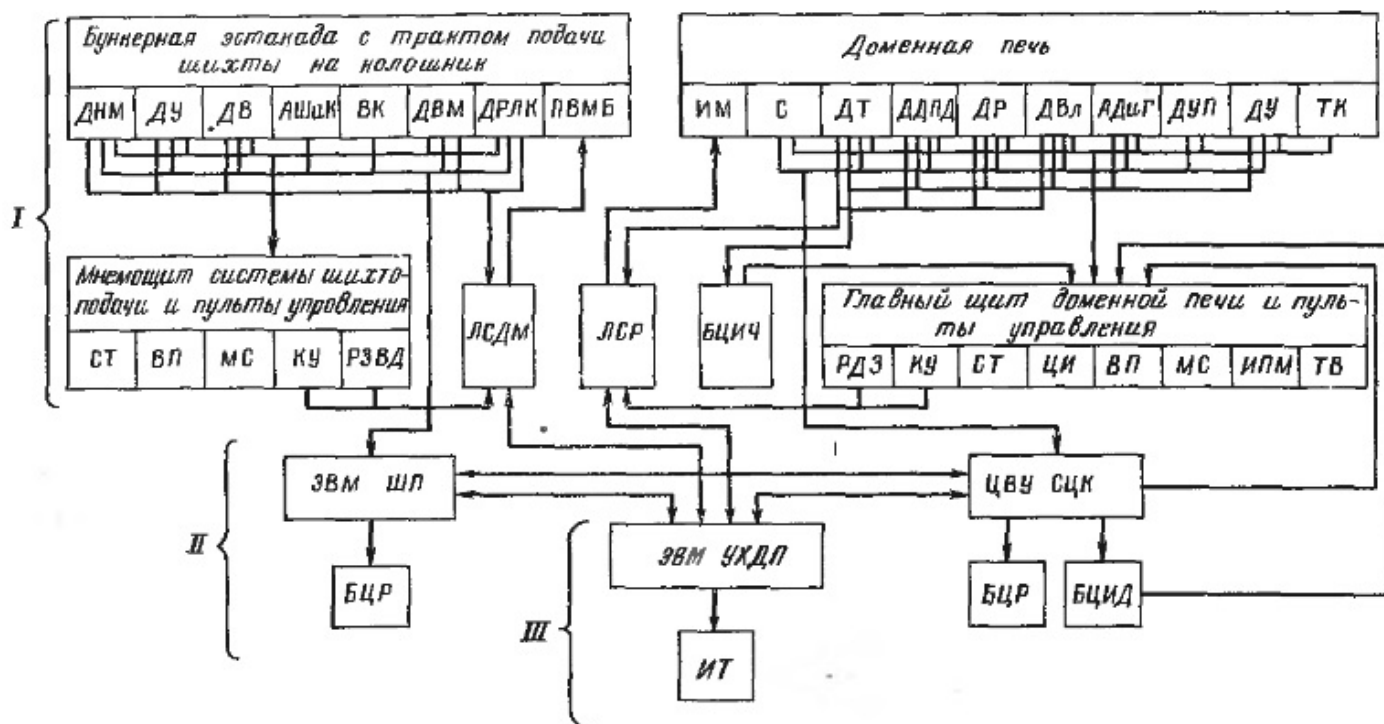 Бункерная эстакада с трактом подачи
шихты на колошник
ДНМ ДУ ДВ АШиК ВК ДВМ ДРЛК ПВМБ
Доменная печь
ИМ С ДТ ДДПД ДР ДВл АДиГ ДУП ДУ ТК
I
Мнемощит системы шихто-
подачи и пульты управления
СТ ВП МС КУ РЗВД
ЛСДМ
ЛСР
БЦИЧ
Главный щит доменной печи и пуль-
ты управления
РДЗ КУ СТ ЦИ ВП МС ИПМ ТВ
II
ЭВМ ШП
ЦВУ СЦК
БЦР
III
ЭВМ УХДП
БЦР
БЦИД
ИТ